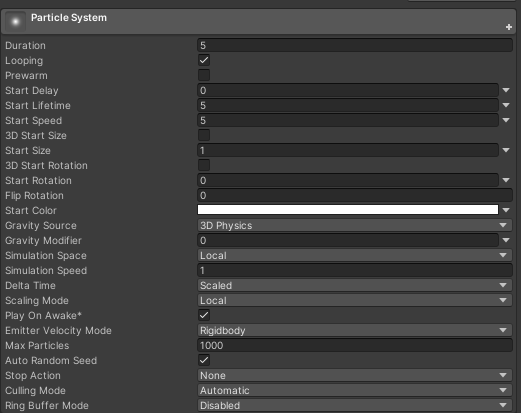 Particle System
Duration 5
Looping
Prewarm
Start Delay 0
Start Lifetime 5
Start Speed 5
3D Start Size
Start Size 1
3D Start Rotation
Start Rotation 0
Flip Rotation 0
Start Color
Gravity Source 3D Physics
Gravity Modifier 0
Simulation Space Local
Simulation Speed 1
Delta Time Scaled
Scaling Mode Local
Play On Awake*
Emitter Velocity Mode Rigidbody
Max Particles 1000
Auto Random Seed
Stop Action None
Culling Mode Automatic
Ring Buffer Mode Disabled